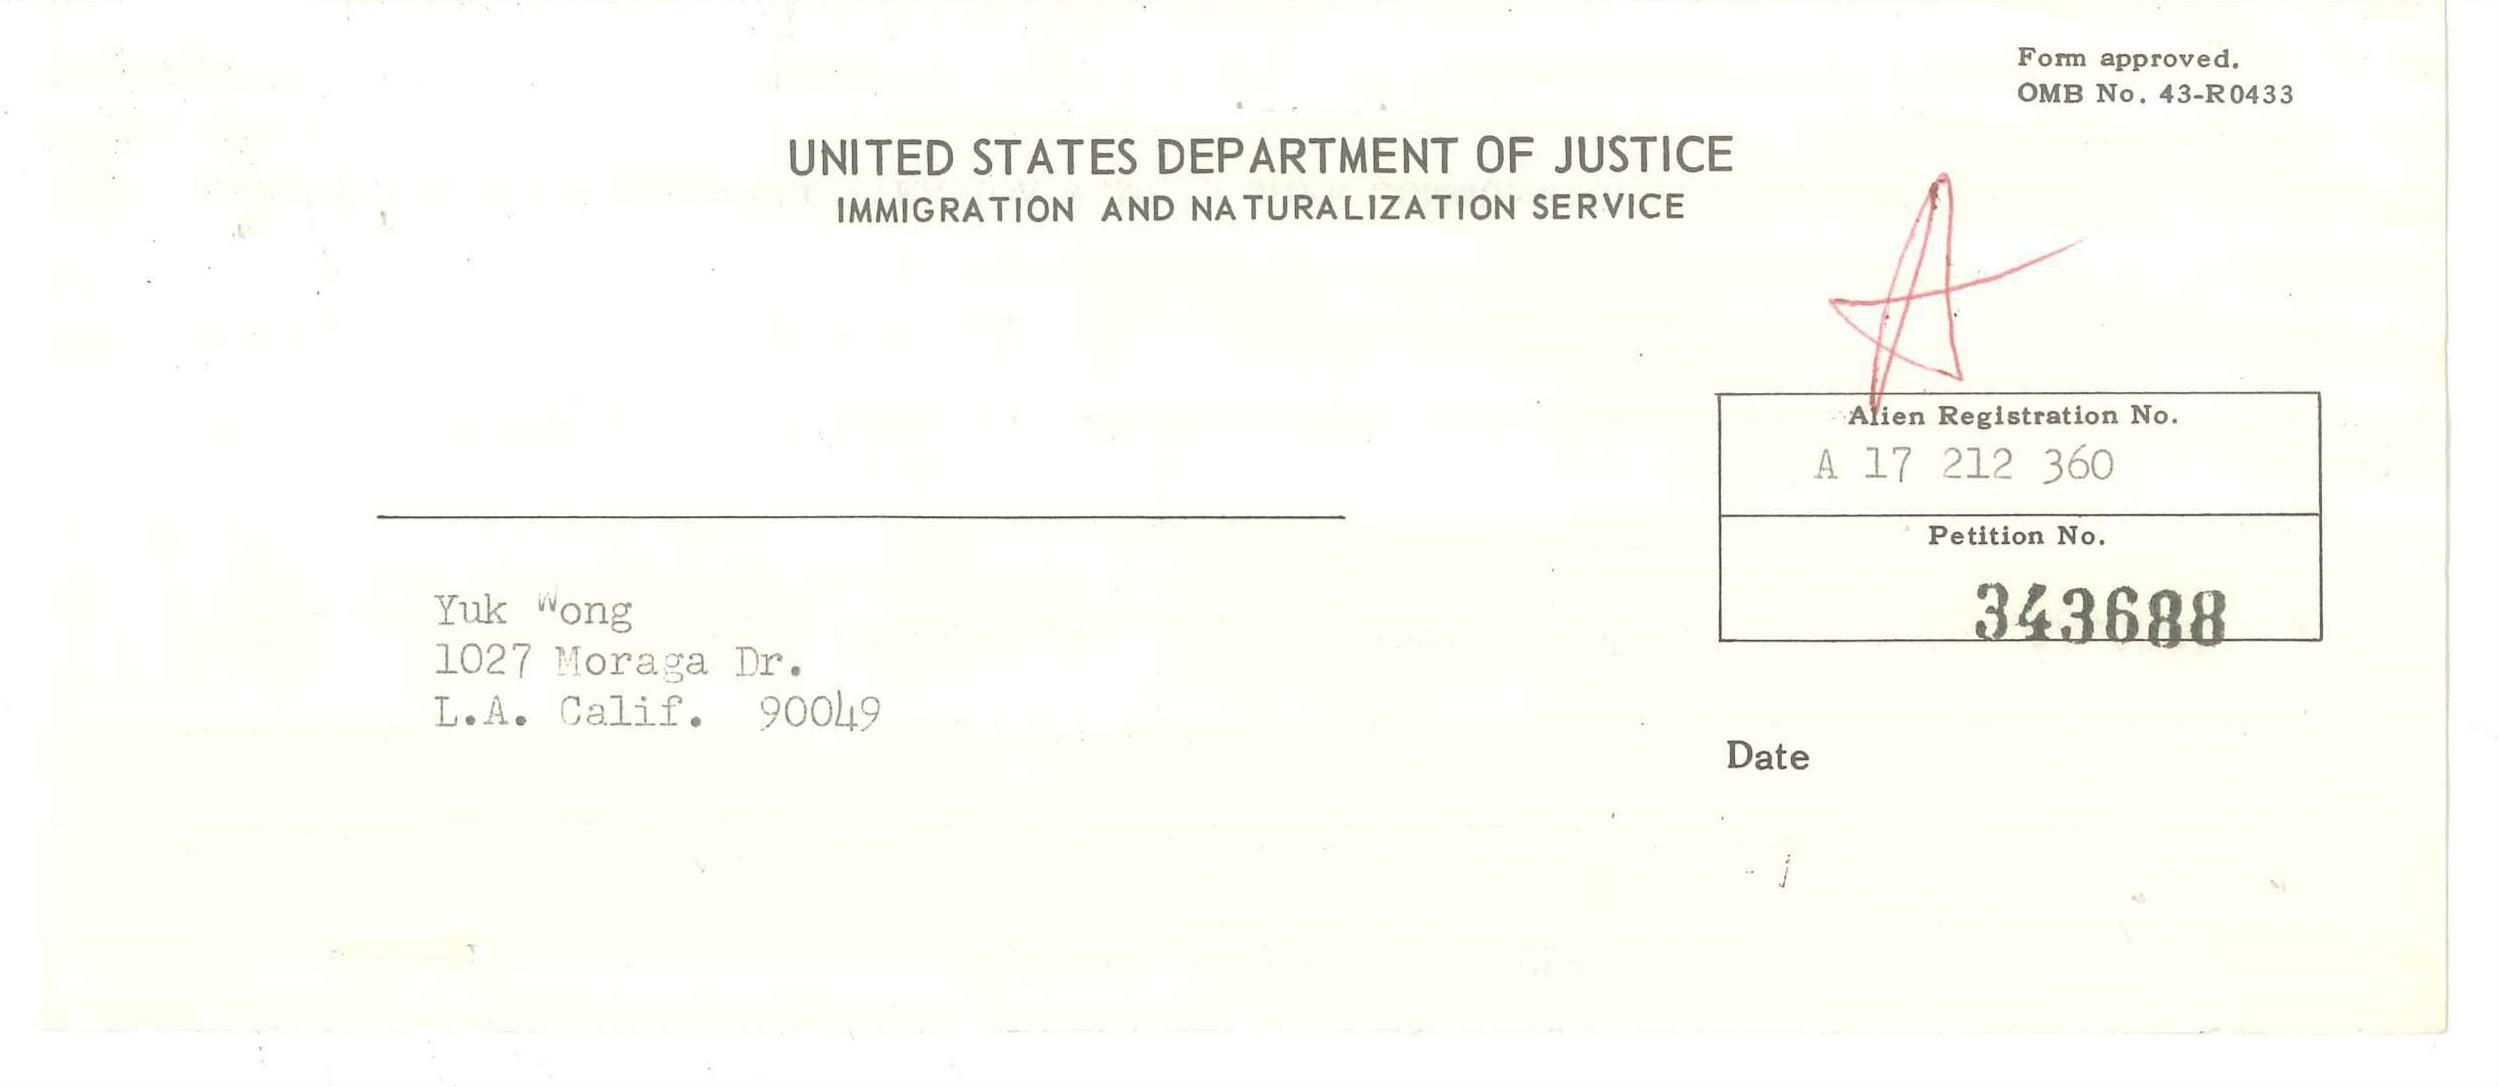 Form approved.
OMB No. 43-R0433
UNITED STATES DEPARTMENT OF JUSTICE
IMMIGRATION AND NATURALIZATION SERVICE
A
Alien Registration No.
A 17 212 360
Petition No.
343688
Yuk Wong
1027 Moraga Dr.
L.A. Calif. 90049
Date